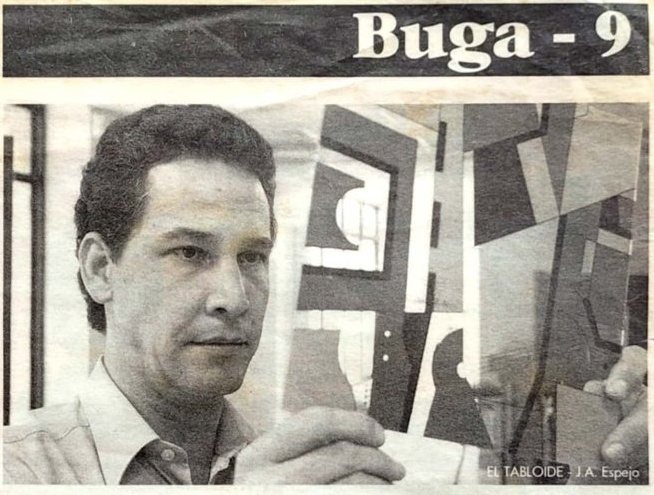 Buga - 9
EL TABLOIDE - J.A. Espejo